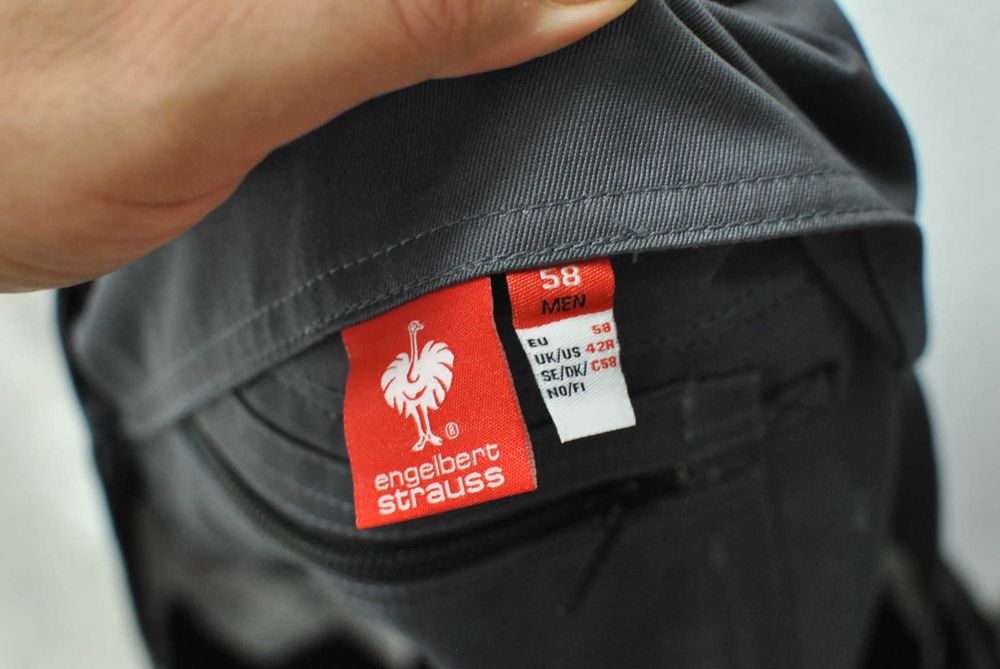 engelbert
strauss
®
58
MEN
EU 58
UK/US 42R
SE/DK/ C58
NO/FI